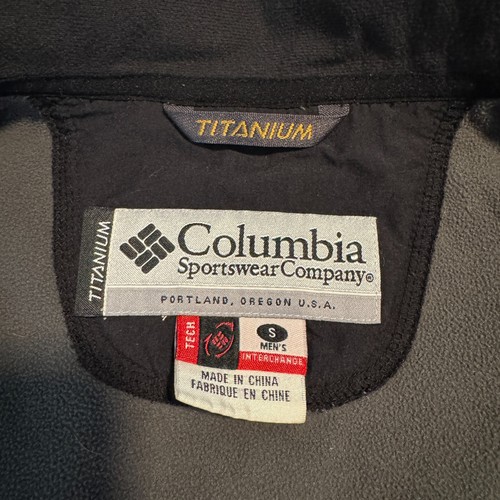 TITANIUM
TITANIUM
Columbia
Sportswear Company®
PORTLAND, OREGON U.S.A.
TECH
S
MEN'S
INTERCHANGE
MADE IN CHINA
FABRIQUE EN CHINE